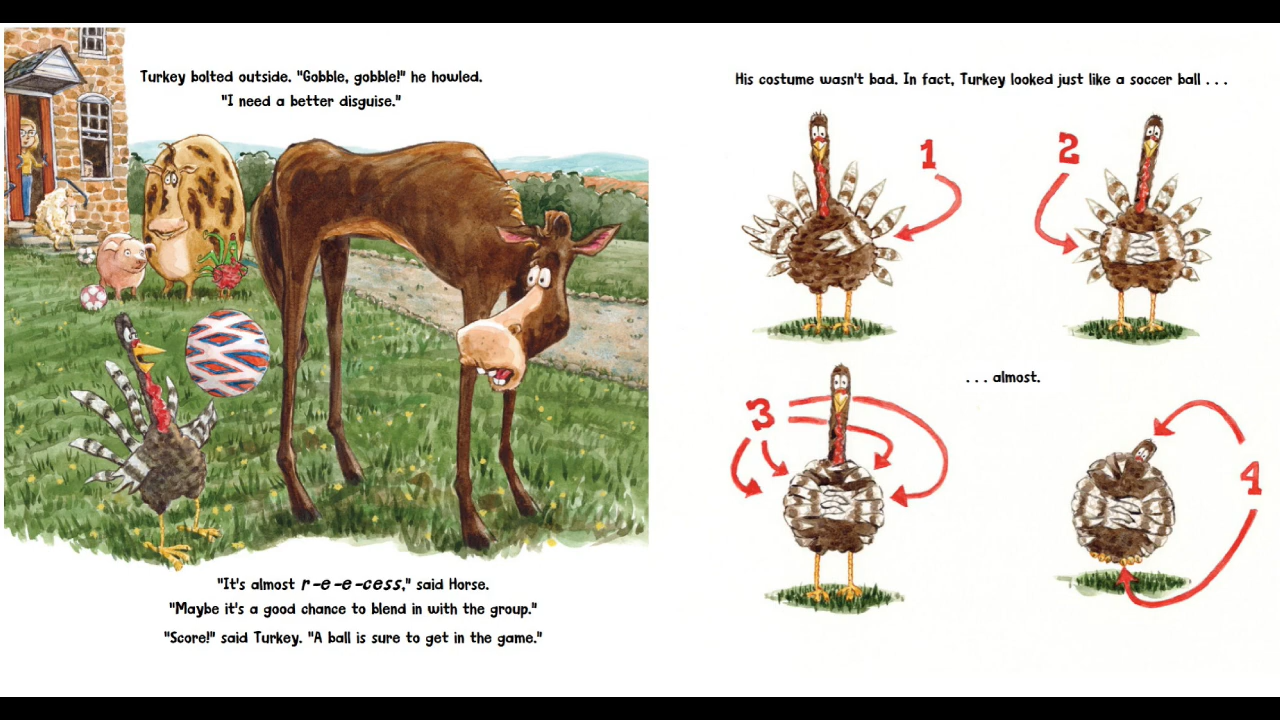 Turkey bolted outside. "Gobble, gobble!" he howled.
"I need a better disguise."
"It's almost r-e-e-cess," said Horse.
"Maybe it's a good chance to blend in with the group."
"Score!" said Turkey. "A ball is sure to get in the game."
His costume wasn't bad. In fact, Turkey looked just like a soccer ball . . .
1
2
. . . almost.
3
4